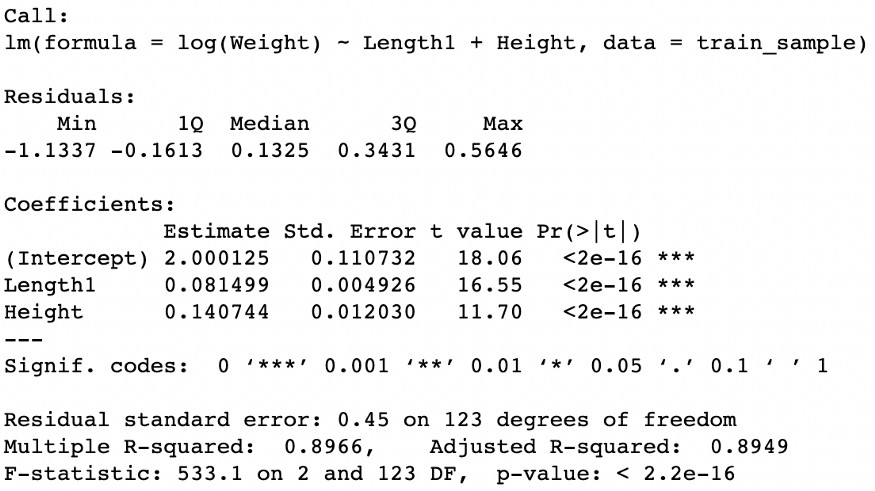 Call:
lm(formula = log(Weight) ~ Length1 + Height, data = train_sample)
Residuals:
Min 1Q Median 3Q Max
-1.1337 -0.1613 0.1325 0.3431 0.5646
Coefficients:
Estimate Std. Error t value Pr(>|t|)
(Intercept) 2.000125 0.110732 18.06 <2e-16 ***
Length1 0.081499 0.004926 16.55 <2e-16 ***
Height 0.140744 0.012030 11.70 <2e-16 ***
---
Signif. codes: 0 ‘***’ 0.001 ‘**’ 0.01 ‘*’ 0.05 ‘.’ 0.1 ‘ ’ 1
Residual standard error: 0.45 on 123 degrees of freedom
Multiple R-squared: 0.8966, Adjusted R-squared: 0.8949
F-statistic: 533.1 on 2 and 123 DF, p-value: < 2.2e-16